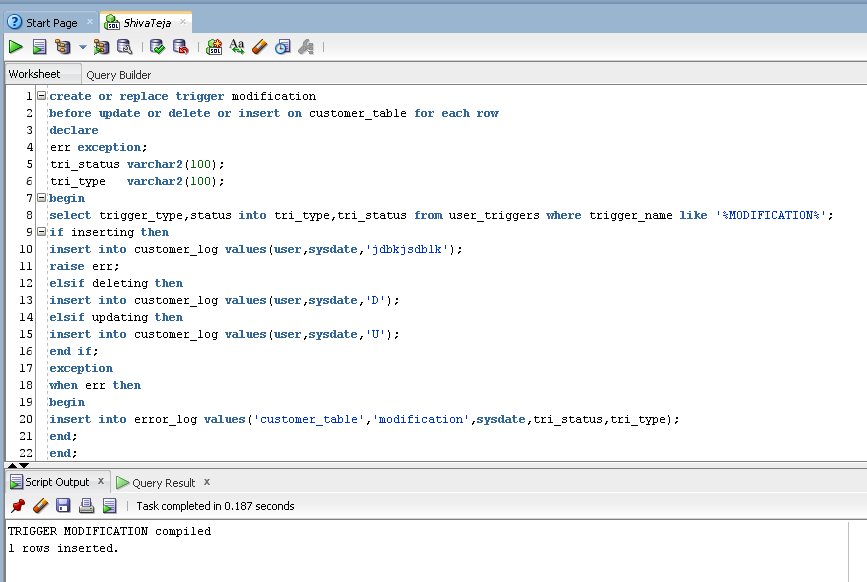 Start Page
ShivaTeja
Worksheet
Query Builder
1 create or replace trigger modification
2 before update or delete or insert on customer_table for each row
3 declare
4 err exception;
5 tri_status varchar2(100);
6 tri_type varchar2(100);
7 begin
8 select trigger_type,status into tri_type,tri_status from user_triggers where trigger_name like '%MODIFICATION%';
9 if inserting then
10 insert into customer_log values(user,sysdate,'jdbkjsdblk');
11 raise err;
12 elsif deleting then
13 insert into customer_log values(user,sysdate,'D');
14 elsif updating then
15 insert into customer_log values(user,sysdate,'U');
16 end if;
17 exception
18 when err then
19 begin
20 insert into error_log values('customer_table','modification',sysdate,tri_status,tri_type);
21 end;
22 end;
Script Output
Query Result
Task completed in 0.187 seconds
TRIGGER MODIFICATION compiled
1 rows inserted.